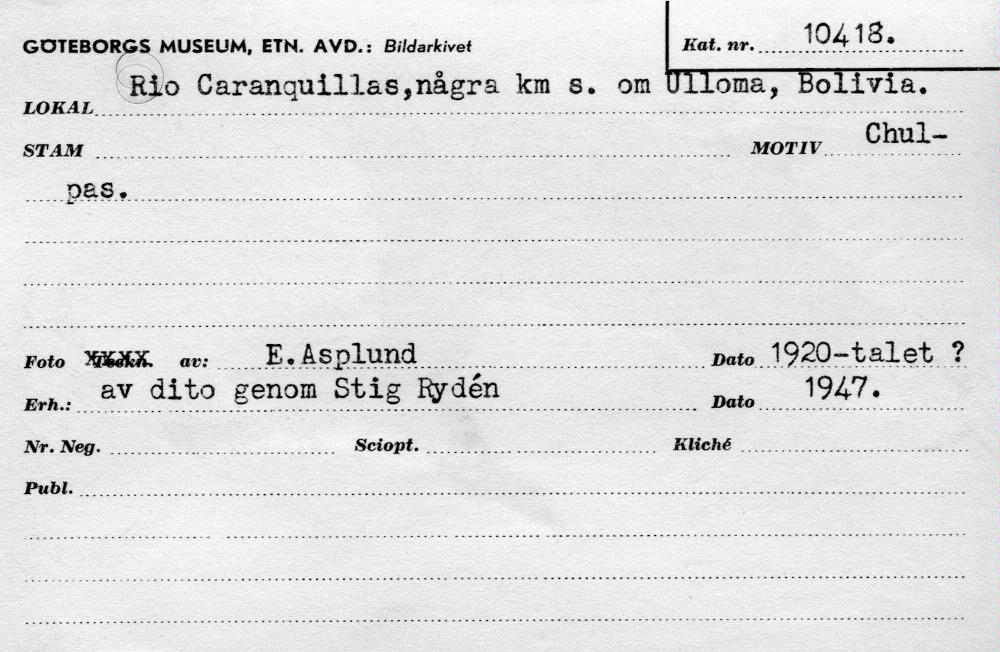 GÖTEBORGS MUSEUM, ETN. AVD.: Bildarkivet
Kat. nr. 10418.
LOKAL Rio Caranquillas,några km s. om Ulloma, Bolivia.
STAM MOTIV Chul-
pas.
Foto Teckn. av: E.Asplund Dato 1920-talet ?
Erh.: av dito genom Stig Rydén Dato 1947.
Nr. Neg. Sciopt. Kliché
Publ.